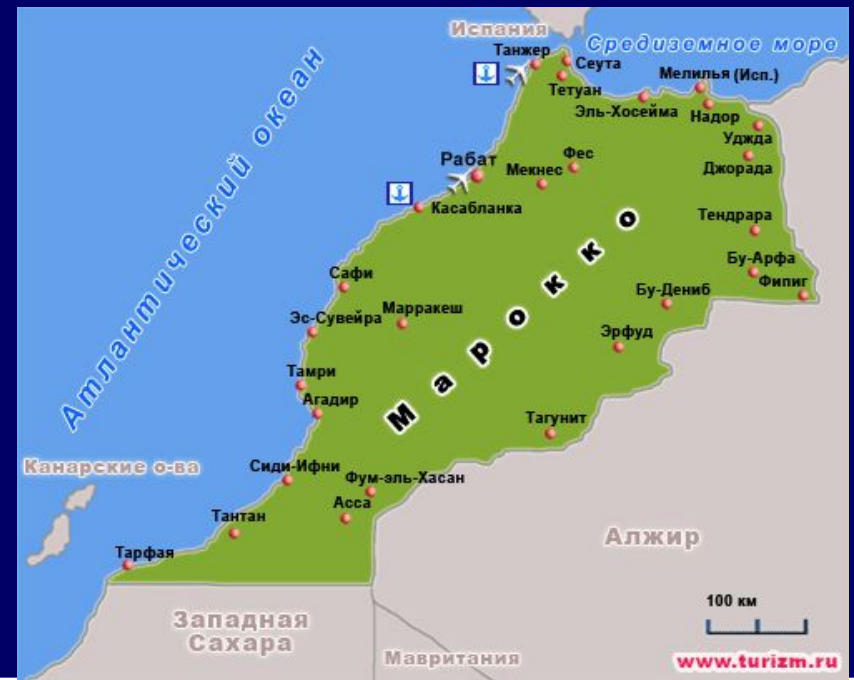 Испания
Средиземное море
Танжер
Сеута
Тетуан
Мелилья (Исп.)
Эль-Хосейма
Надор
Уджда
Джорада
Атлантический океан
Рабат
Мекнес
Фес
Касабланка
Тендрара
Бу-Арфа
Фипиг
Сафи
Бу-Дениб
Марракеш
Эс-Сувейра
Эрфуд
Марокко
Тамри
Агадир
Тагунит
Канарские о-ва
Сиди-Ифни
Фум-эль-Хасан
Асса
Тантан
Тарфая
Алжир
Западная
Сахара
Мавритания
100 км
www.turizm.ru